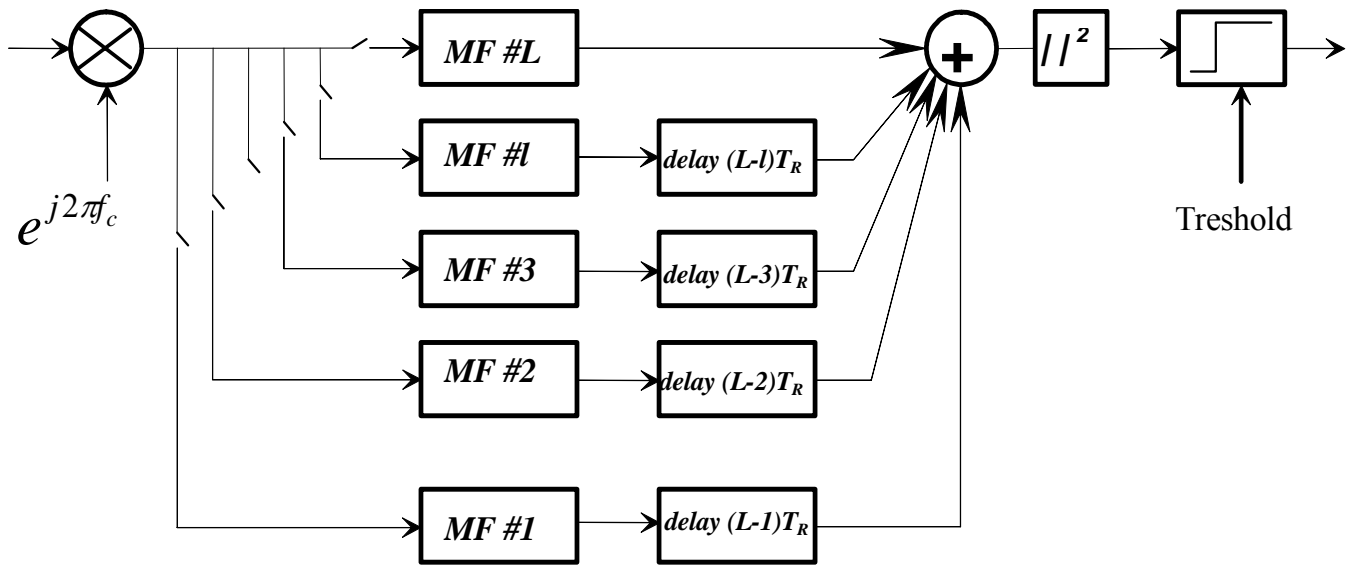 MF #L
+
| |²
MF #l
delay (L-l)T_R
e^{j2πf_c}
Treshold
MF #3
delay (L-3)T_R
MF #2
delay (L-2)T_R
MF #1
delay (L-1)T_R